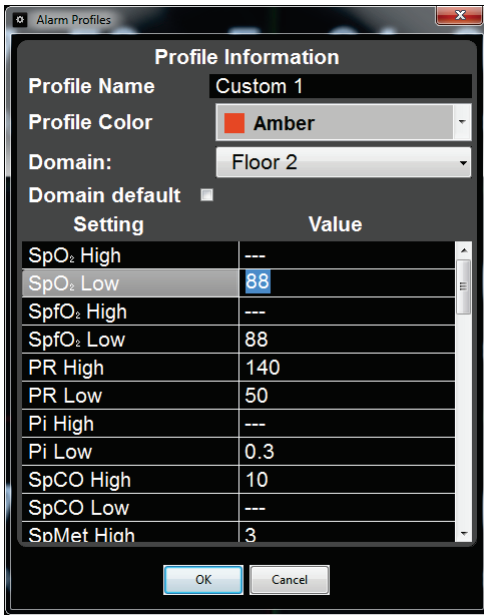 Alarm Profiles
Profile Information
Profile Name Custom 1
Profile Color Amber
Domain: Floor 2
Domain default
Setting Value
SpO₂ High ---
SpO₂ Low 88
SpfO₂ High ---
SpfO₂ Low 88
PR High 140
PR Low 50
Pi High ---
Pi Low 0.3
SpCO High 10
SpCO Low ---
SpMet High 3
OK Cancel